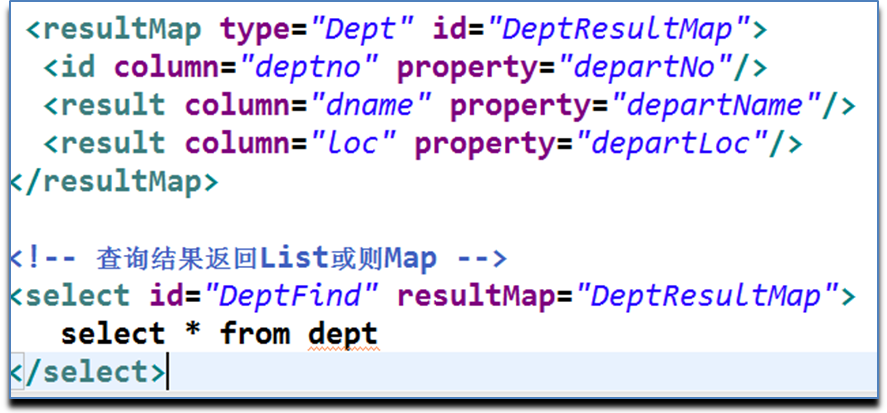 <resultMap type="Dept" id="DeptResultMap">
<id column="deptno" property="departNo"/>
<result column="dname" property="departName"/>
<result column="loc" property="departLoc"/>
</resultMap>
<!-- 查询结果返回List或则Map -->
<select id="DeptFind" resultMap="DeptResultMap">
select * from dept
</select>